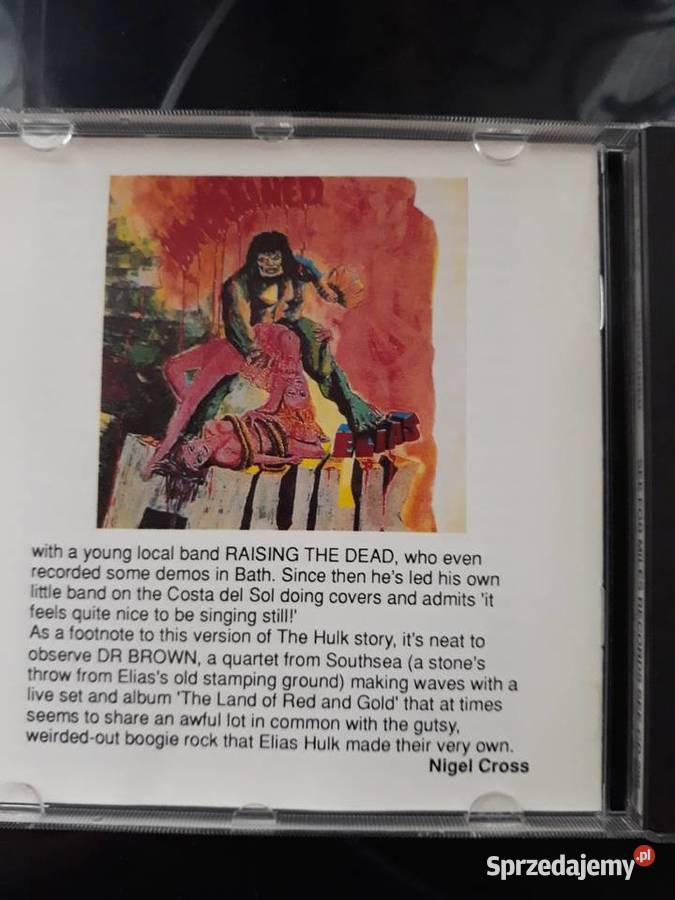 ELIAS
with a young local band RAISING THE DEAD, who even
recorded some demos in Bath. Since then he's led his own
little band on the Costa del Sol doing covers and admits 'it
feels quite nice to be singing still!'
As a footnote to this version of The Hulk story, it's neat to
observe DR BROWN, a quartet from Southsea (a stone's
throw from Elias's old stamping ground) making waves with a
live set and album 'The Land of Red and Gold' that at times
seems to share an awful lot in common with the gutsy,
weirded-out boogie rock that Elias Hulk made their very own.
Nigel Cross
SEE FOR MILES RECORDS
Sprzedajemy.pl